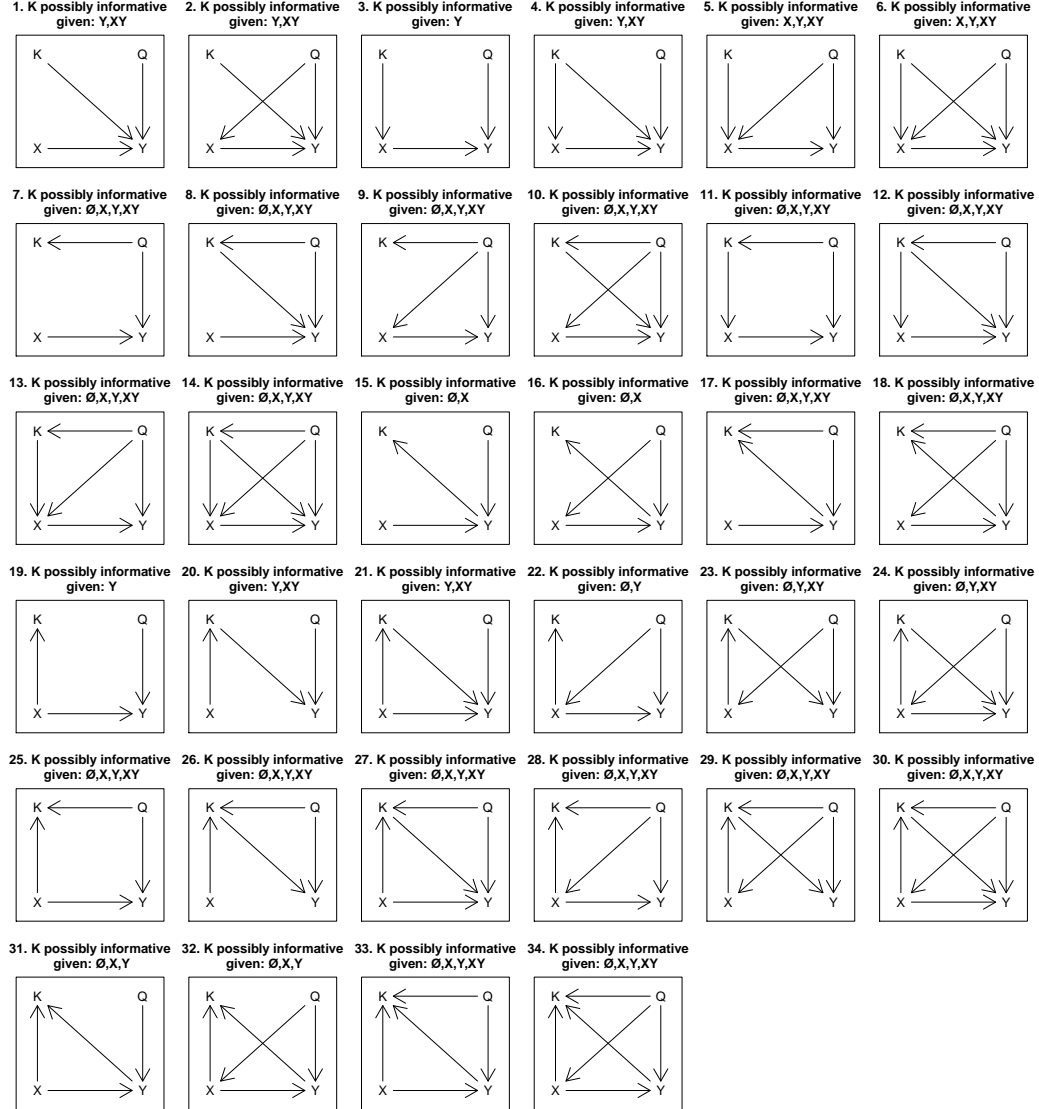 1. K possibly informative given: Y,XY
K Q
X Y
2. K possibly informative given: Y,XY
K Q
X Y
3. K possibly informative given: Y
K Q
X Y
4. K possibly informative given: Y,XY
K Q
X Y
5. K possibly informative given: X,Y,XY
K Q
X Y
6. K possibly informative given: X,Y,XY
K Q
X Y
7. K possibly informative given: Ø,X,Y,XY
K Q
X Y
8. K possibly informative given: Ø,X,Y,XY
K Q
X Y
9. K possibly informative given: Ø,X,Y,XY
K Q
X Y
10. K possibly informative given: Ø,X,Y,XY
K Q
X Y
11. K possibly informative given: Ø,X,Y,XY
K Q
X Y
12. K possibly informative given: Ø,X,Y,XY
K Q
X Y
13. K possibly informative given: Ø,X,Y,XY
K Q
X Y
14. K possibly informative given: Ø,X,Y,XY
K Q
X Y
15. K possibly informative given: Ø,X
K Q
X Y
16. K possibly informative given: Ø,X
K Q
X Y
17. K possibly informative given: Ø,X,Y,XY
K Q
X Y
18. K possibly informative given: Ø,X,Y,XY
K Q
X Y
19. K possibly informative given: Y
K Q
X Y
20. K possibly informative given: Y,XY
K Q
X Y
21. K possibly informative given: Y,XY
K Q
X Y
22. K possibly informative given: Ø,Y
K Q
X Y
23. K possibly informative given: Ø,Y,XY
K Q
X Y
24. K possibly informative given: Ø,Y,XY
K Q
X Y
25. K possibly informative given: Ø,X,Y,XY
K Q
X Y
26. K possibly informative given: Ø,X,Y,XY
K Q
X Y
27. K possibly informative given: Ø,X,Y,XY
K Q
X Y
28. K possibly informative given: Ø,X,Y,XY
K Q
X Y
29. K possibly informative given: Ø,X,Y,XY
K Q
X Y
30. K possibly informative given: Ø,X,Y,XY
K Q
X Y
31. K possibly informative given: Ø,X,Y
K Q
X Y
32. K possibly informative given: Ø,X,Y
K Q
X Y
33. K possibly informative given: Ø,X,Y,XY
K Q
X Y
34. K possibly informative given: Ø,X,Y,XY
K Q
X Y